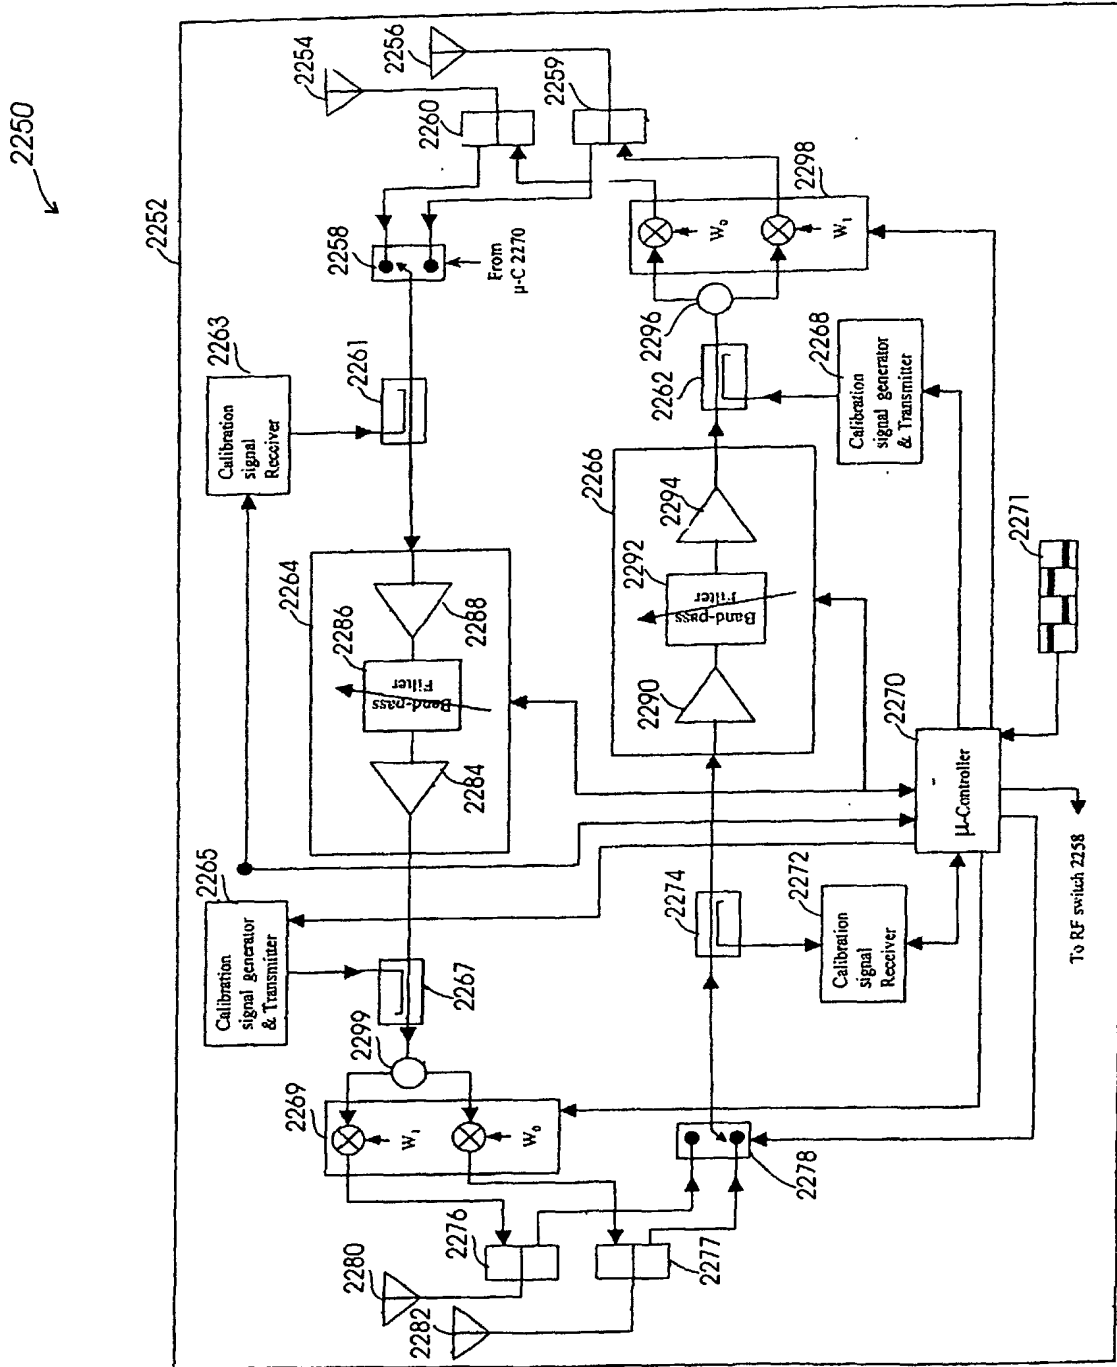 2250
2252
2254
2256
2260
2259
2258
From
μ-C 2270
2298
W₀
W₁
2296
2263
Calibration
signal
Receiver
2261
2262
2268
Calibration
signal generator
& Transmitter
2264
2288
2286
Band-pass
Filter
2284
2266
2294
2292
Band-pass
Filter
2290
2271
2270
μ-Controller
To RF switch 2258
2265
Calibration
signal generator
& Transmitter
2267
2274
2272
Calibration
signal
Receiver
2299
2269
W₁
W₀
2278
2276
2277
2280
2282